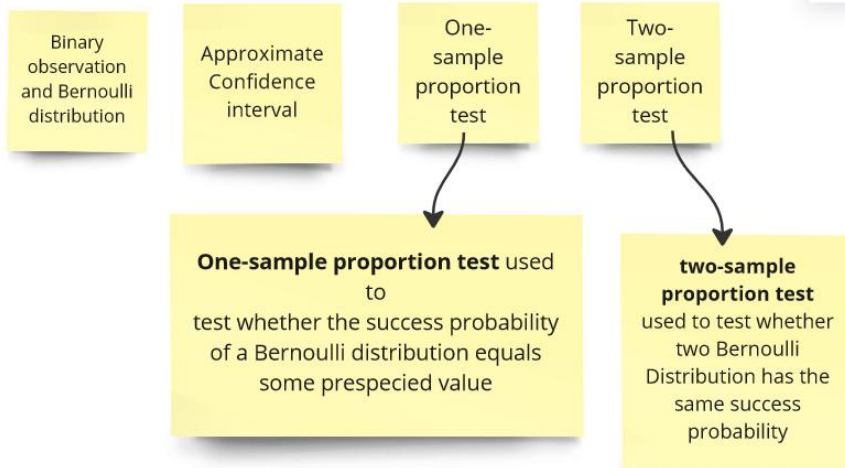 Binary
observation
and Bernoulli
distribution
Approximate
Confidence
interval
One-
sample
proportion
test
Two-
sample
proportion
test
One-sample proportion test used
to
test whether the success probability
of a Bernoulli distribution equals
some prespecied value
two-sample
proportion test
used to test whether
two Bernoulli
Distribution has the
same success
probability